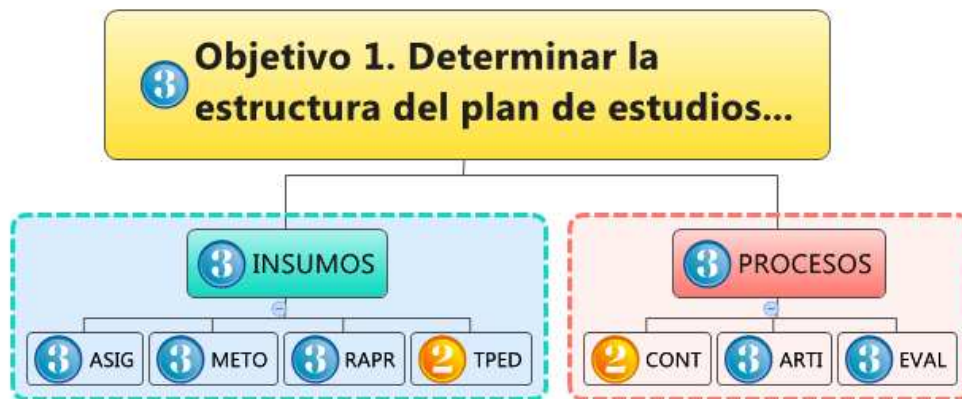 3 Objetivo 1. Determinar la
estructura del plan de estudios...
3 INSUMOS
3 PROCESOS
3 ASIG
3 METO
3 RAPR
2 TPED
2 CONT
3 ARTI
3 EVAL